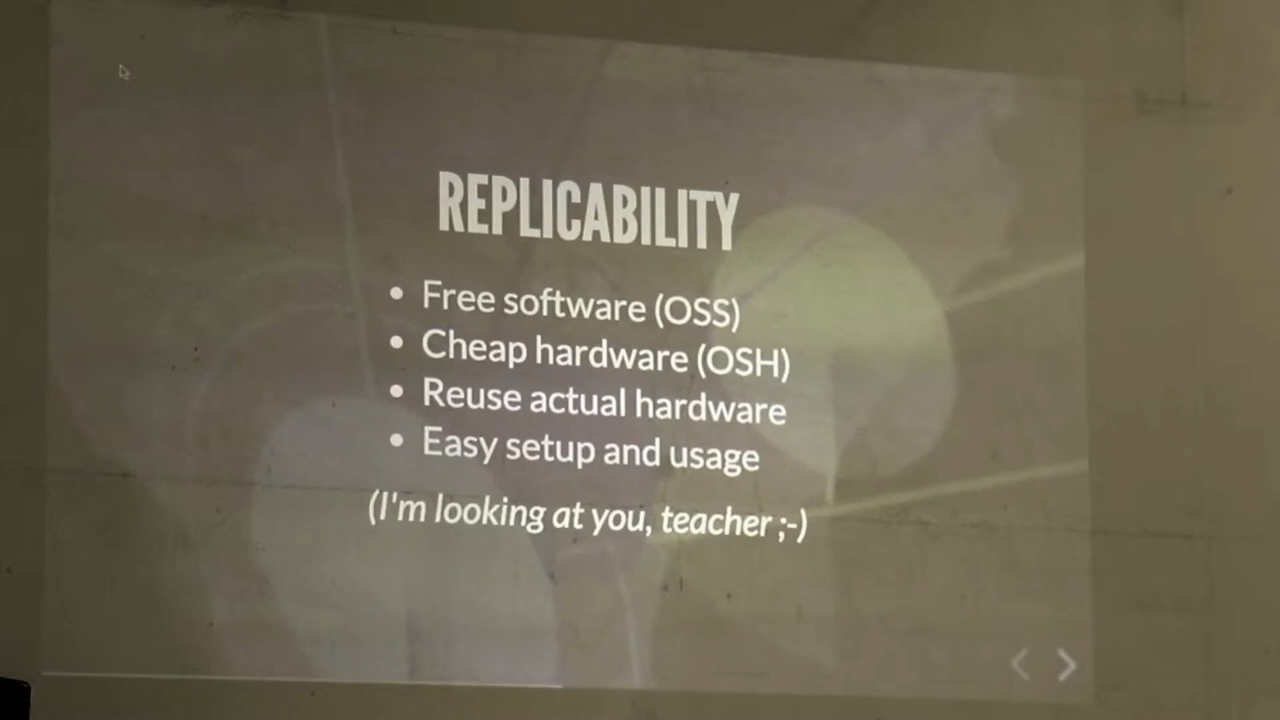 REPLICABILITY
• Free software (OSS)
• Cheap hardware (OSH)
• Reuse actual hardware
• Easy setup and usage
(I'm looking at you, teacher ;-)